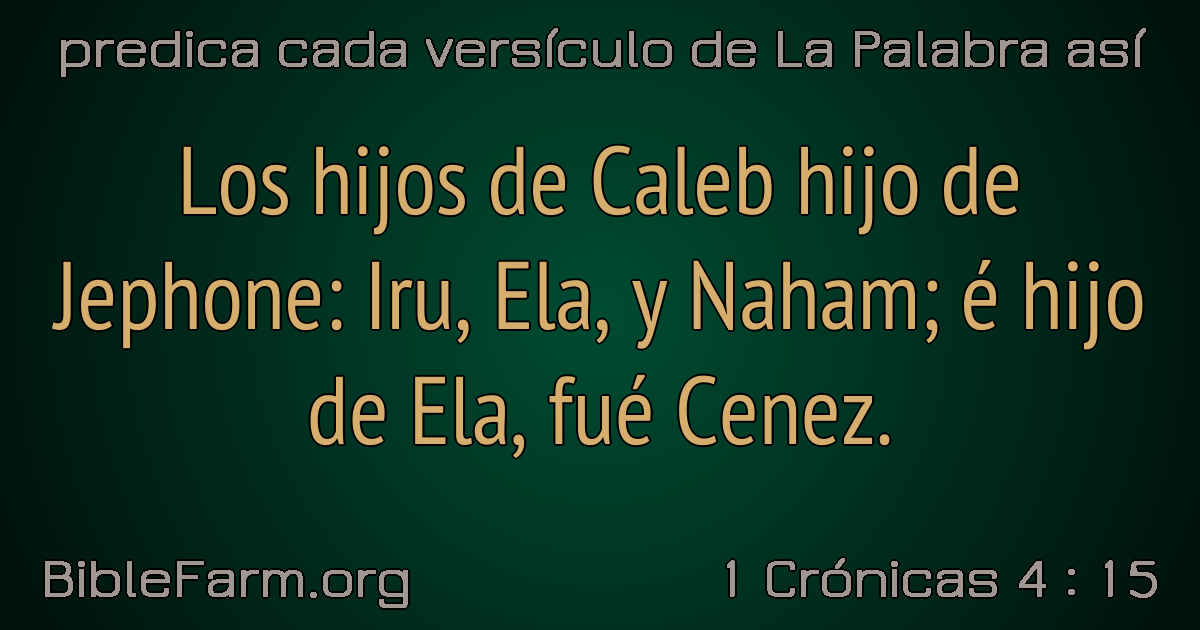 predica cada versículo de La Palabra así
Los hijos de Caleb hijo de
Jephone: Iru, Ela, y Naham; é hijo
de Ela, fué Cenez.
BibleFarm.org
1 Crónicas 4 : 15